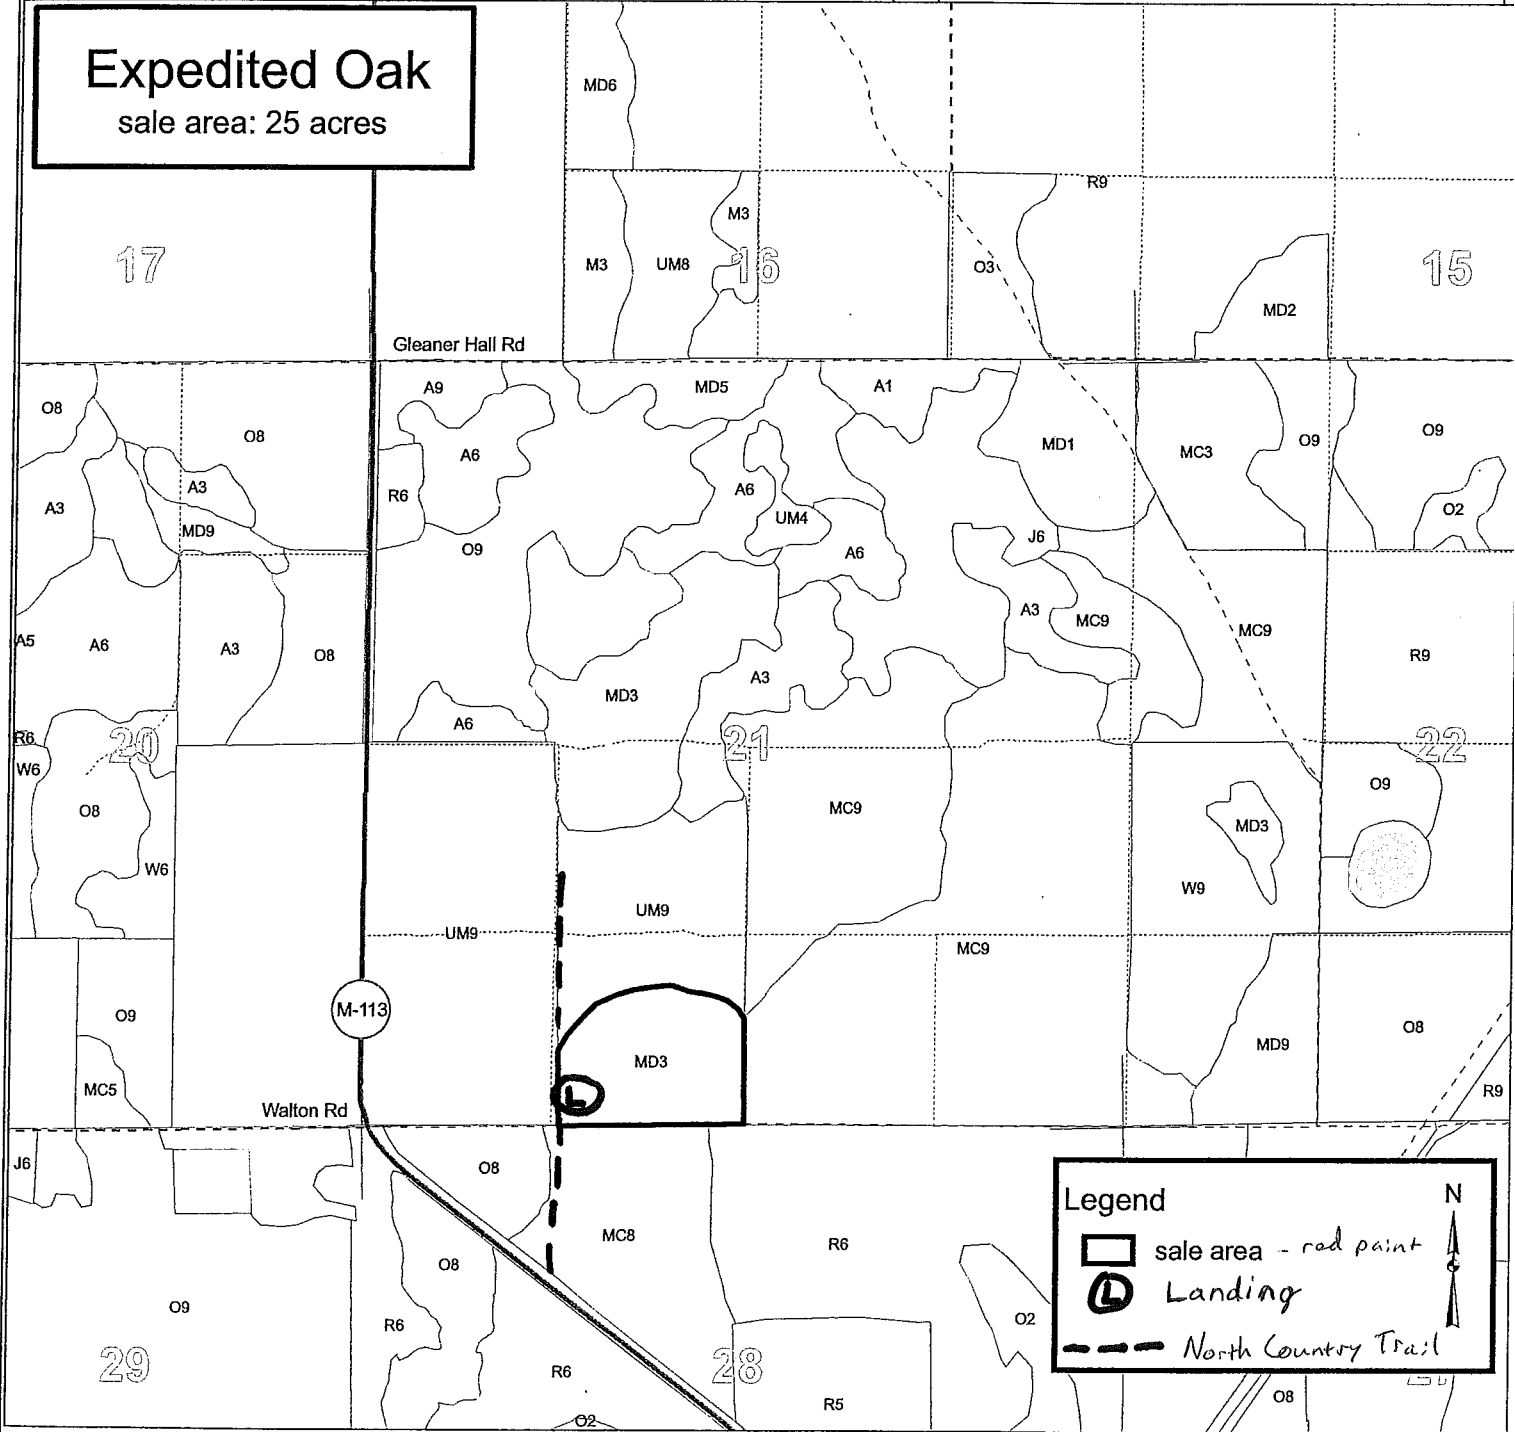 Expedited Oak
sale area: 25 acres
MD6
R9
M3
17
M3
UM8
16
O3
15
MD2
Gleaner Hall Rd
A9
MD5
A1
O8
O8
A6
MD1
MC3
O9
O9
A3
A3
R6
A6
UM4
O2
MD9
O9
A6
J6
A5
A6
A3
O8
A3
MC9
MC9
R9
MD3
A3
A6
R6
20
21
22
W6
O8
MC9
O9
MD3
W6
W9
UM9
UM9
MC9
M-113
O9
MD3
MD9
O8
MC5
L
R9
Walton Rd
J6
O8
MC8
R6
O8
O9
R6
O2
29
R6
28
R5
O2
O8
Legend
N
sale area - red paint
L Landing
North Country Trail